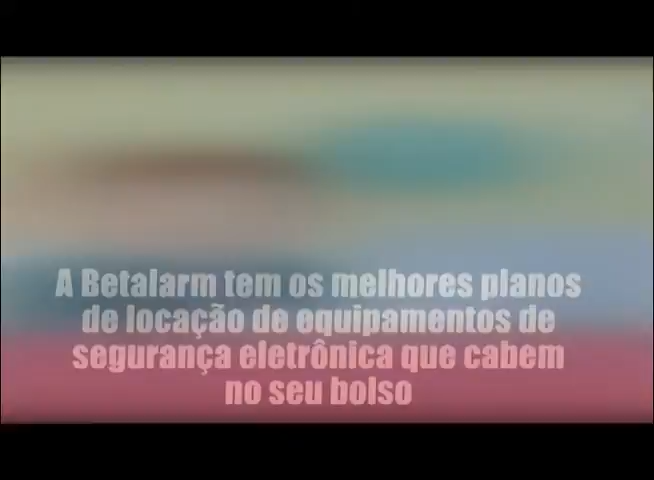 A Betalarm tem os melhores planos
de locação de equipamentos de
segurança eletrônica que cabem
no seu bolso